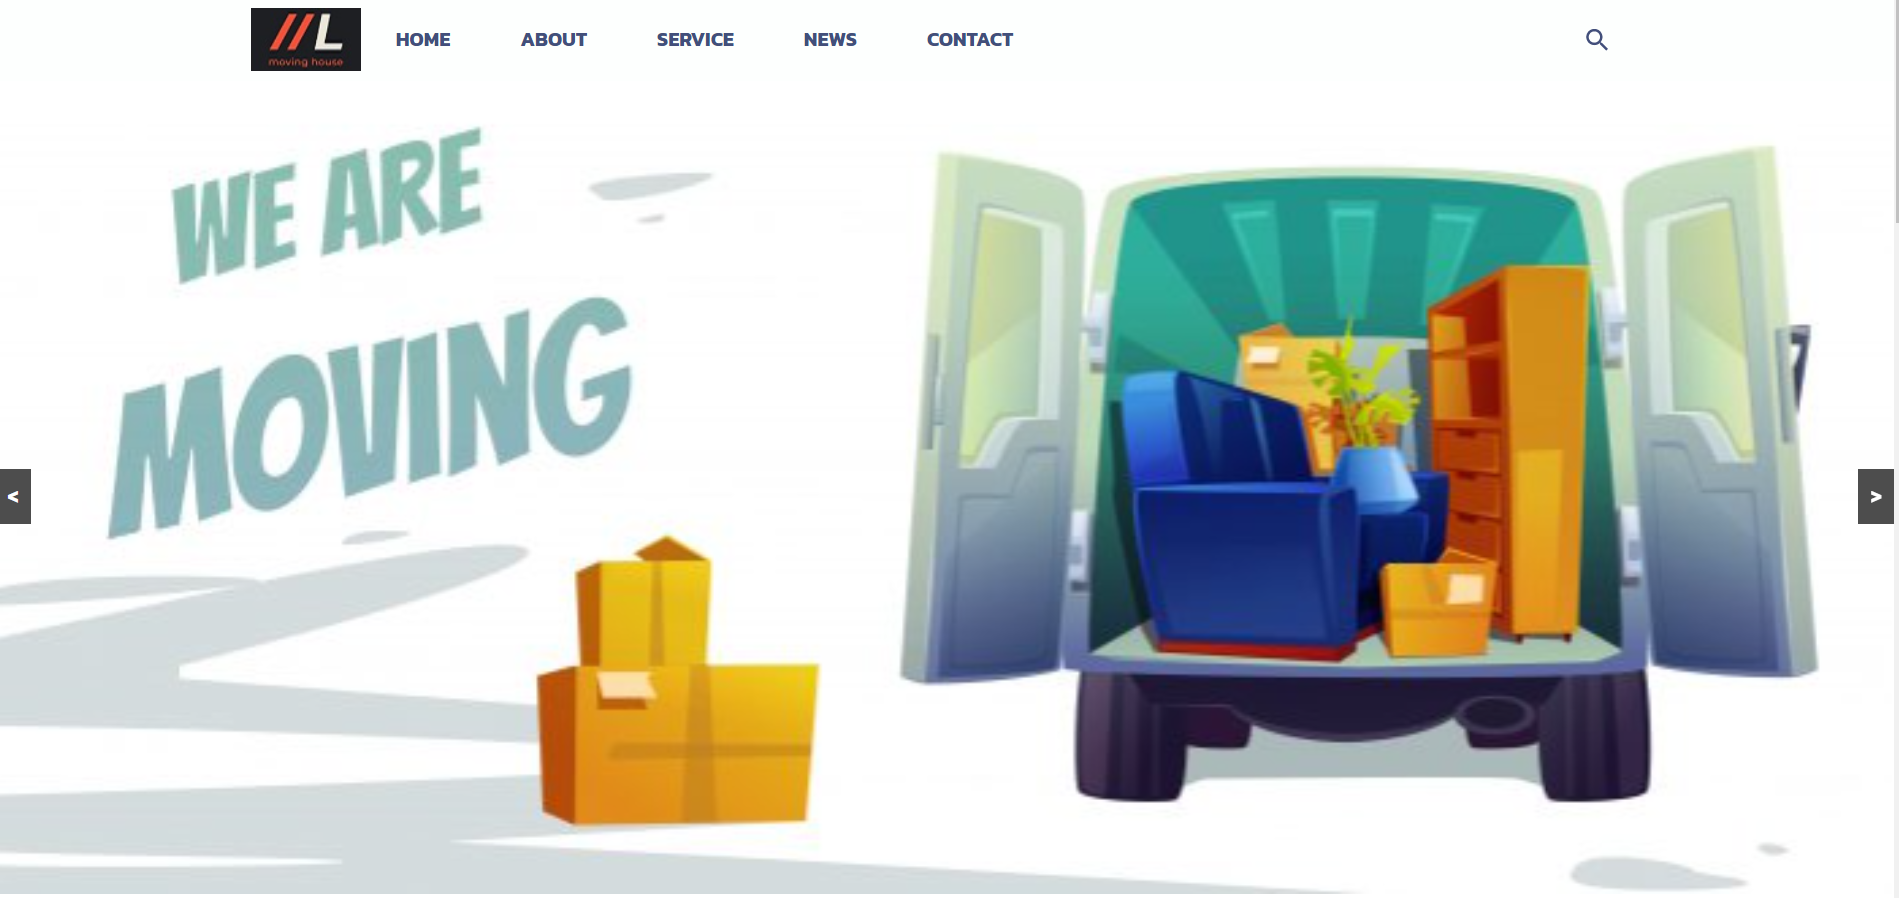 L
moving house
HOME ABOUT SERVICE NEWS CONTACT
WE ARE
MOVING
< >